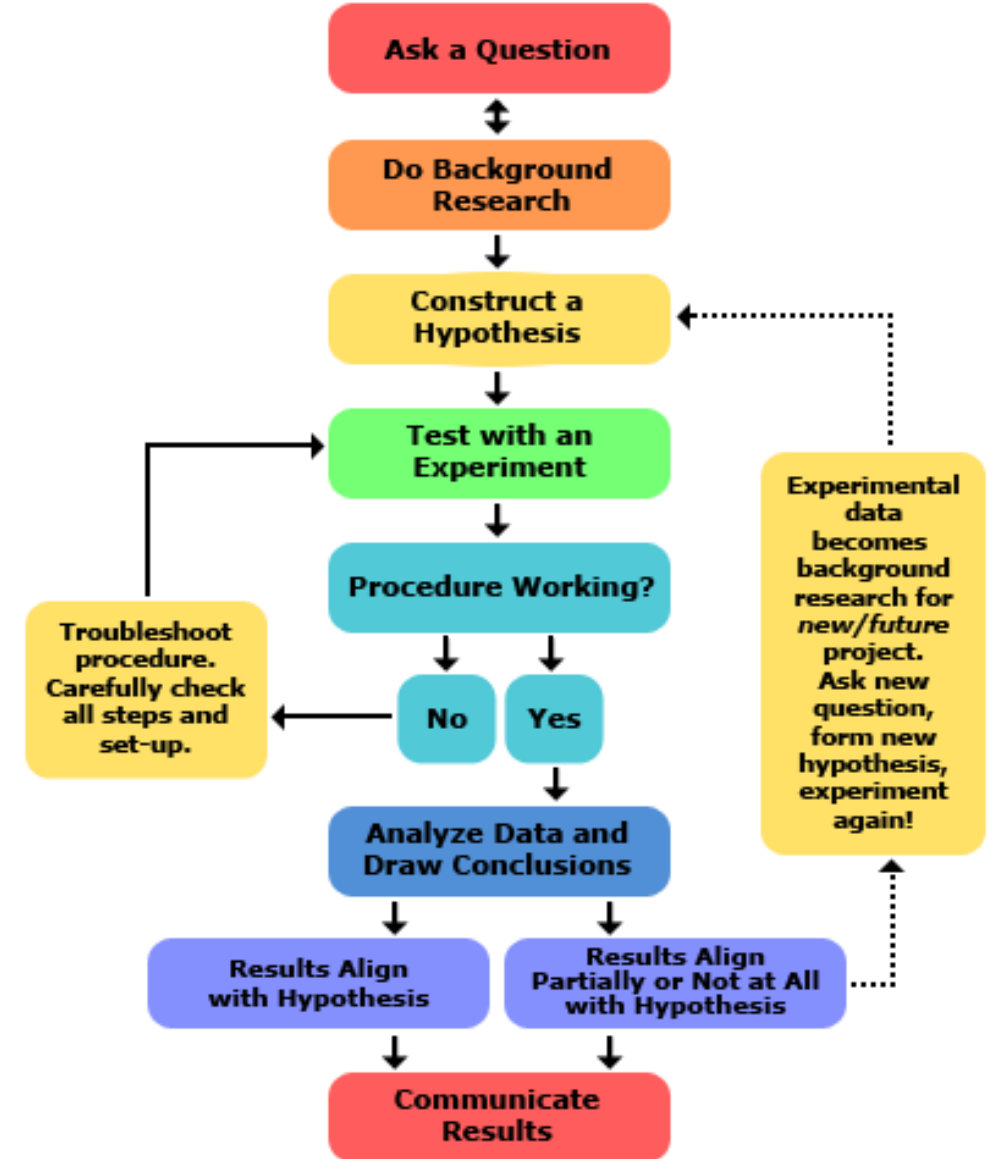 Ask a Question
Do Background
Research
Construct a
Hypothesis
Test with an
Experiment
Procedure Working?
No
Yes
Troubleshoot
procedure.
Carefully check
all steps and
set-up.
Experimental
data
becomes
background
research for
new/future
project.
Ask new
question,
form new
hypothesis,
experiment
again!
Analyze Data and
Draw Conclusions
Results Align
with Hypothesis
Results Align
Partially or Not at All
with Hypothesis
Communicate
Results